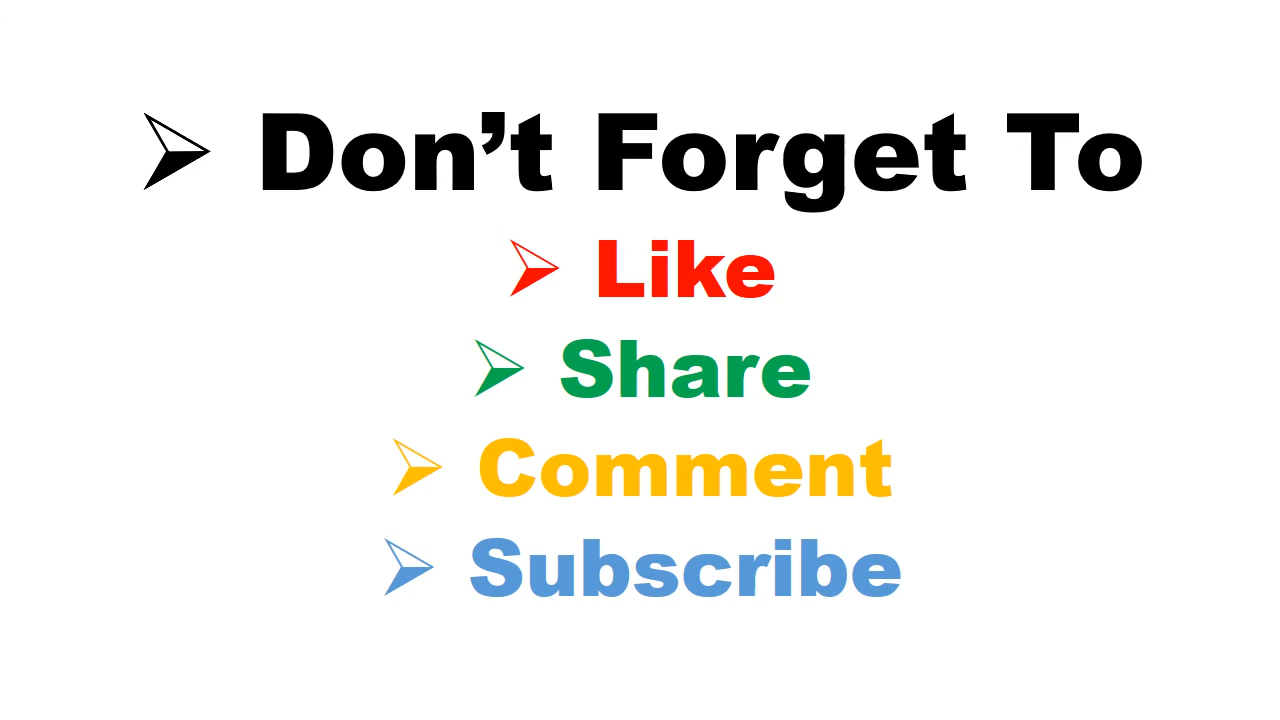 ➢ Don’t Forget To
➢ Like
➢ Share
➢ Comment
➢ Subscribe